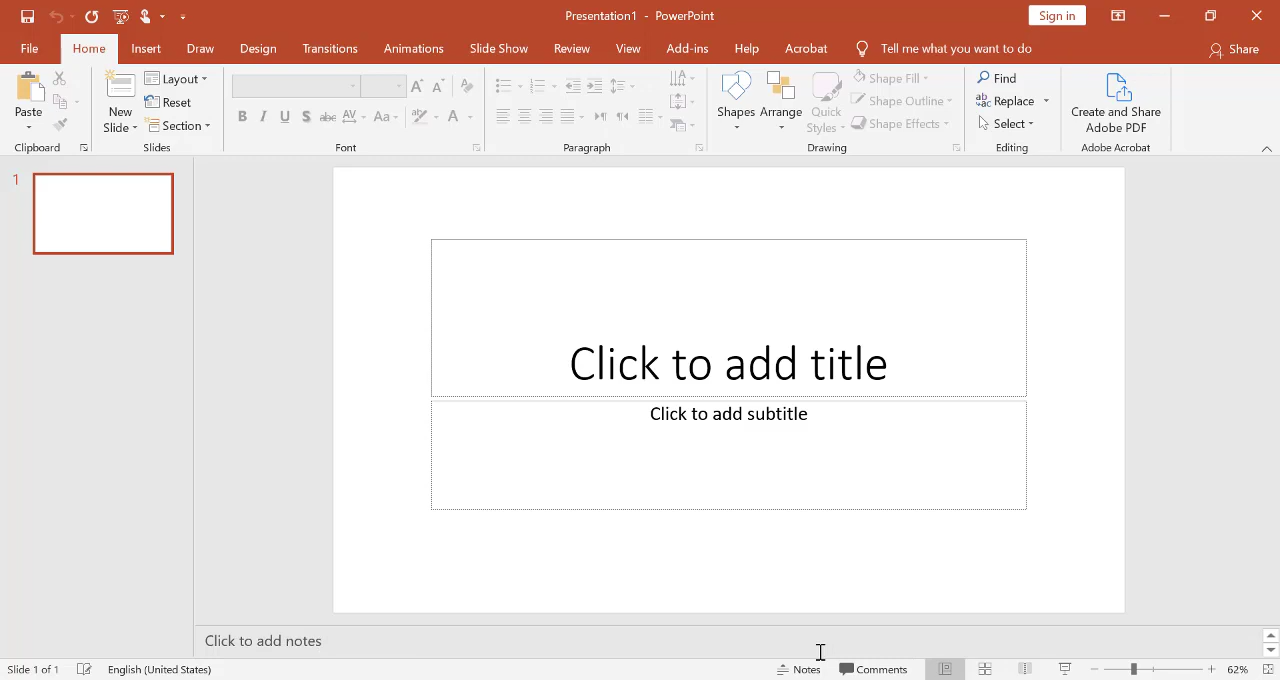 Presentation1 - PowerPoint
Sign in
File Home Insert Draw Design Transitions Animations Slide Show Review View Add-ins Help Acrobat Tell me what you want to do Share
Paste
New Slide
Layout
Reset
Section
B I U S abc AV Aa A
Shapes
Arrange
Quick Styles
Shape Fill
Shape Outline
Shape Effects
Find
Replace
Select
Create and Share Adobe PDF
Clipboard Slides Font Paragraph Drawing Editing Adobe Acrobat
1
Click to add title
Click to add subtitle
Click to add notes
Slide 1 of 1 English (United States) Notes Comments 62%